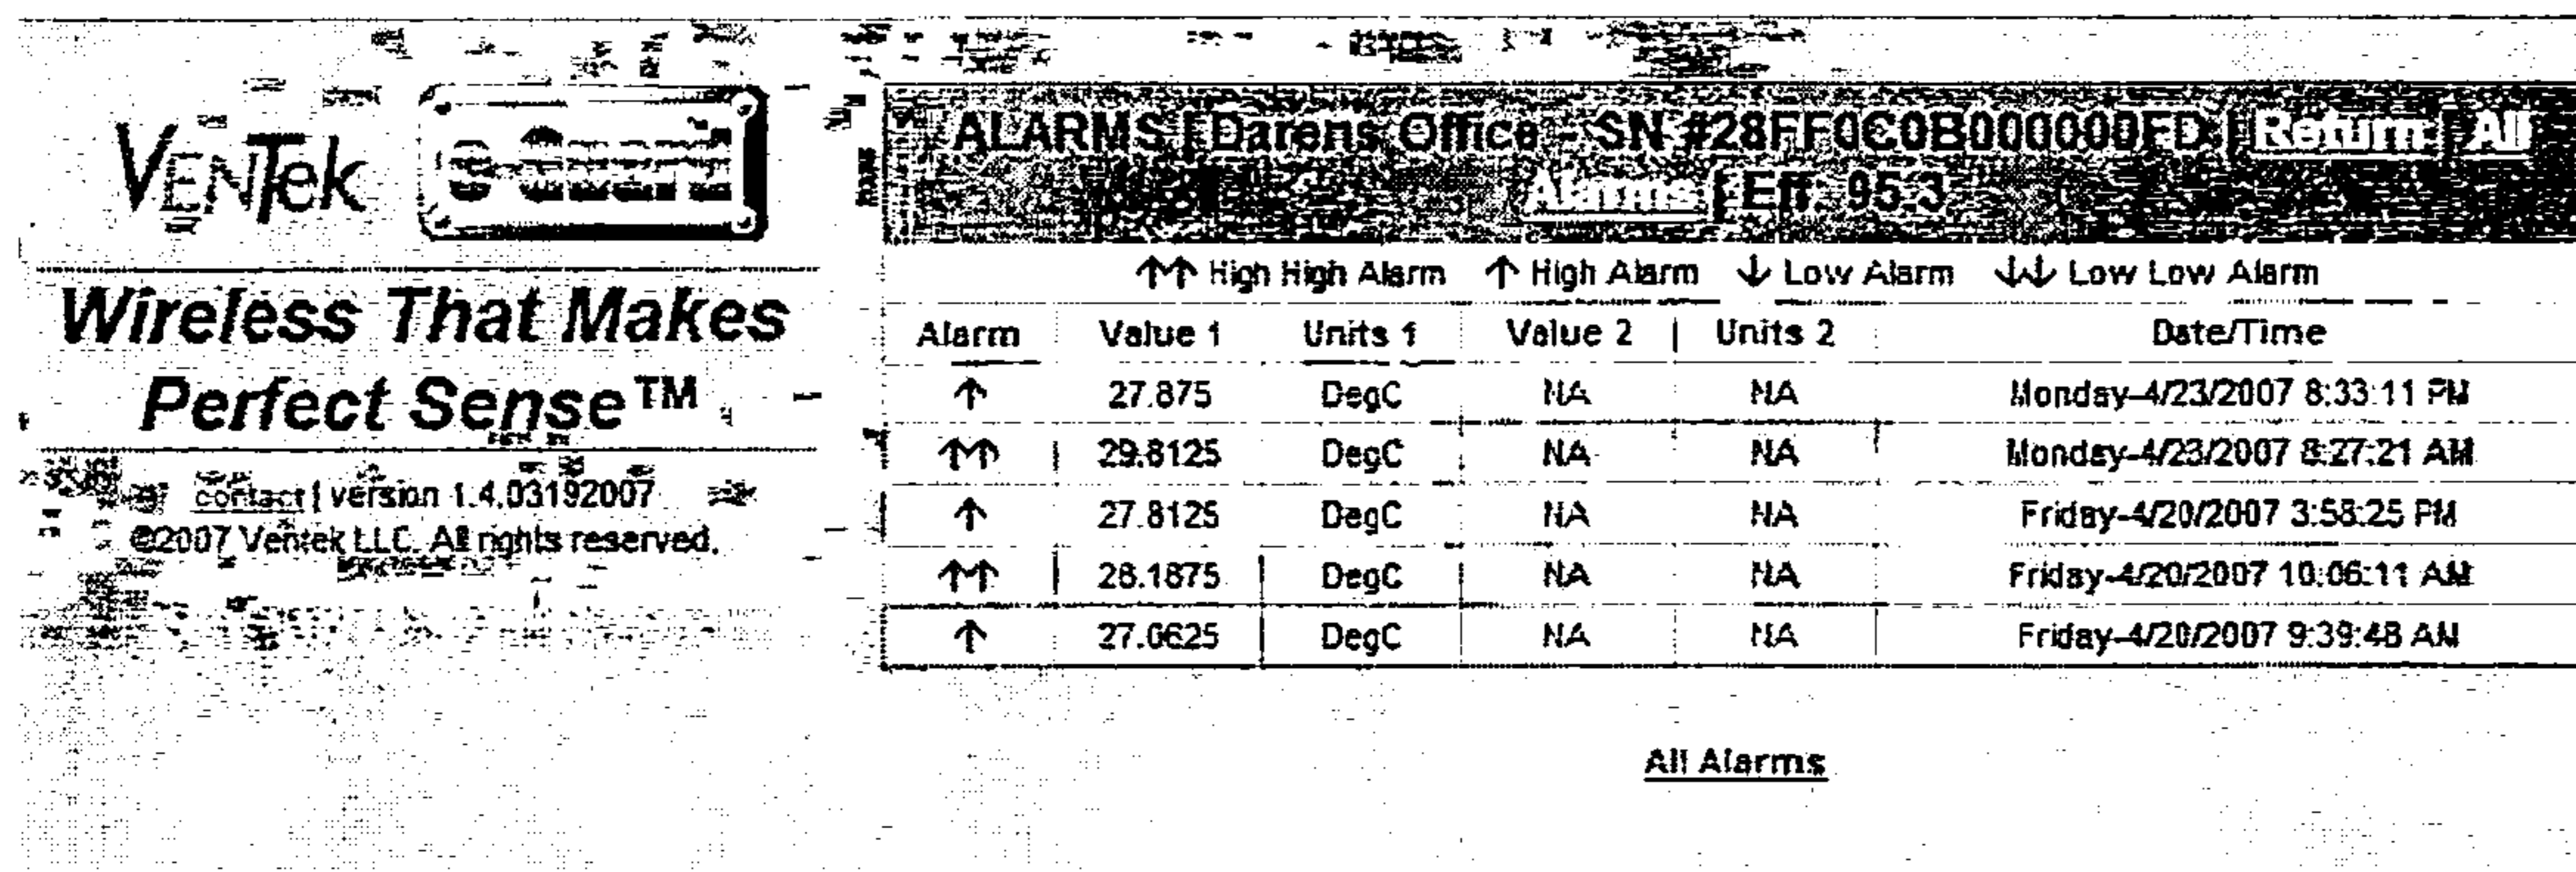 VENTek
Wireless That Makes
Perfect Sense™
contact | version 1.4.03192007
©2007 Ventek LLC. All rights reserved.
ALARMS | Darens Office - SN #28FF0C0B000000FD | Return | All
Alarms | Eff: 95.3
↑↑ High High Alarm ↑ High Alarm ↓ Low Alarm ↓↓ Low Low Alarm
Alarm Value 1 Units 1 Value 2 Units 2 Date/Time
↑ 27.875 DegC NA NA Monday-4/23/2007 8:33:11 PM
↑↑ 29.8125 DegC NA NA Monday-4/23/2007 8:27:21 AM
↑ 27.8125 DegC NA NA Friday-4/20/2007 3:58:25 PM
↑↑ 28.1875 DegC NA NA Friday-4/20/2007 10:06:11 AM
↑ 27.0625 DegC NA NA Friday-4/20/2007 9:39:48 AM
All Alarms